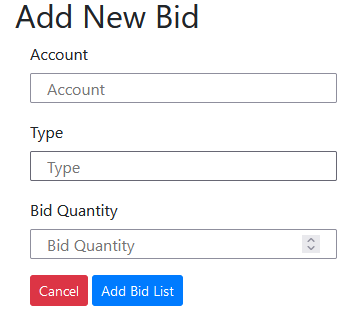 Add New Bid
Account
Account
Type
Type
Bid Quantity
Bid Quantity
Cancel Add Bid List